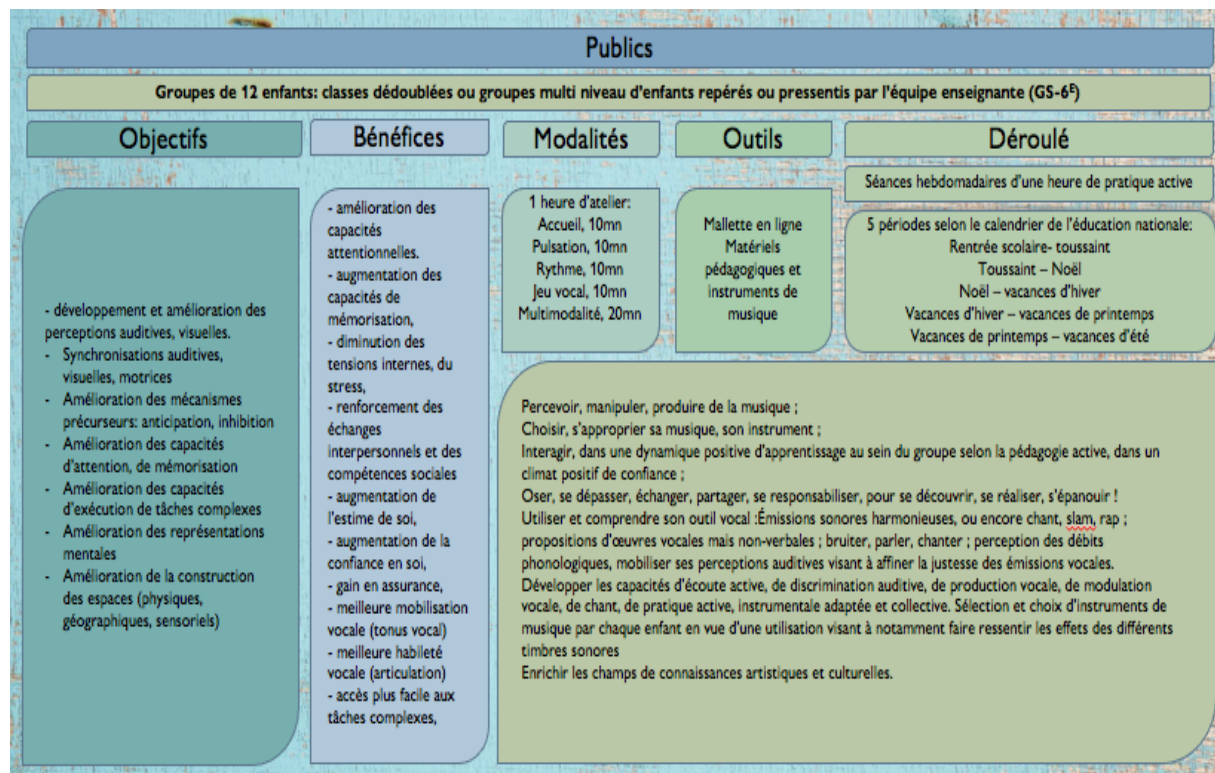 Publics
Groupes de 12 enfants: classes dédoublées ou groupes multi niveau d'enfants repérés ou pressentis par l'équipe enseignante (GS-6E)
Objectifs
- développement et amélioration des
perceptions auditives, visuelles.
- Synchronisations auditives,
visuelles, motrices
- Amélioration des mécanismes
précurseurs: anticipation, inhibition
- Amélioration des capacités
d'attention, de mémorisation
- Amélioration des capacités
d'exécution de tâches complexes
- Amélioration des représentations
mentales
- Amélioration de la construction
des espaces (physiques,
géographiques, sensoriels)
Bénéfices
- amélioration des
capacités
attentionnelles.
- augmentation des
capacités de
mémorisation,
- diminution des
tensions internes, du
stress,
- renforcement des
échanges
interpersonnels et des
compétences sociales
- augmentation de
l'estime de soi,
- augmentation de la
confiance en soi,
- gain en assurance,
- meilleure mobilisation
vocale (tonus vocal)
- meilleure habileté
vocale (articulation)
- accès plus facile aux
tâches complexes,
Modalités
1 heure d'atelier:
Accueil, 10mn
Pulsation, 10mn
Rythme, 10mn
Jeu vocal, 10mn
Multimodalité, 20mn
Outils
Mallette en ligne
Matériels
pédagogiques et
instruments de
musique
Déroulé
Séances hebdomadaires d'une heure de pratique active
5 périodes selon le calendrier de l'éducation nationale:
Rentrée scolaire- toussaint
Toussaint – Noël
Noël – vacances d'hiver
Vacances d'hiver – vacances de printemps
Vacances de printemps – vacances d'été
Percevoir, manipuler, produire de la musique ;
Choisir, s'approprier sa musique, son instrument ;
Interagir, dans une dynamique positive d'apprentissage au sein du groupe selon la pédagogie active, dans un
climat positif de confiance ;
Oser, se dépasser, échanger, partager, se responsabiliser, pour se découvrir, se réaliser, s'épanouir !
Utiliser et comprendre son outil vocal :Émissions sonores harmonieuses, ou encore chant, slam, rap ;
propositions d'œuvres vocales mais non-verbales ; bruiter, parler, chanter ; perception des débits
phonologiques, mobiliser ses perceptions auditives visant à affiner la justesse des émissions vocales.
Développer les capacités d'écoute active, de discrimination auditive, de production vocale, de modulation
vocale, de chant, de pratique active, instrumentale adaptée et collective. Sélection et choix d'instruments de
musique par chaque enfant en vue d'une utilisation visant à notamment faire ressentir les effets des différents
timbres sonores
Enrichir les champs de connaissances artistiques et culturelles.